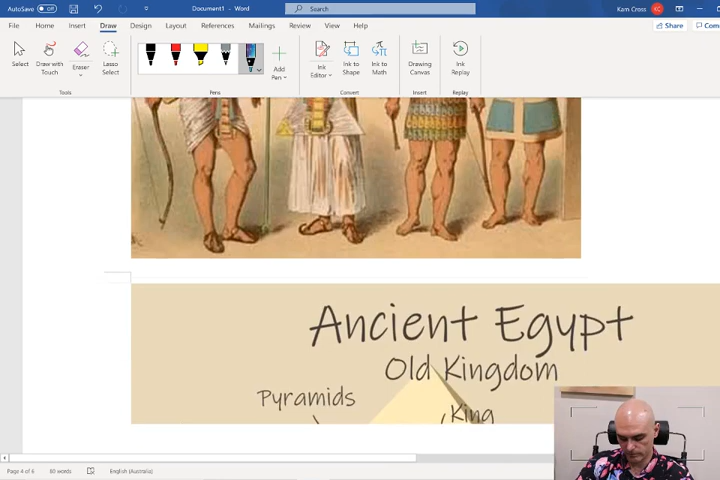 AutoSave Off Document1 - Word Search Kam Cross KC
File Home Insert Draw Design Layout References Mailings Review View Help Share Com
Select Draw with Touch Eraser Lasso Select Add Pen Ink Editor Ink to Shape Ink to Math Drawing Canvas Ink Replay
Tools Pens Convert Insert Replay
Ancient Egypt
Old Kingdom
Pyramids
King
Page 4 of 6 80 words English (Australia)